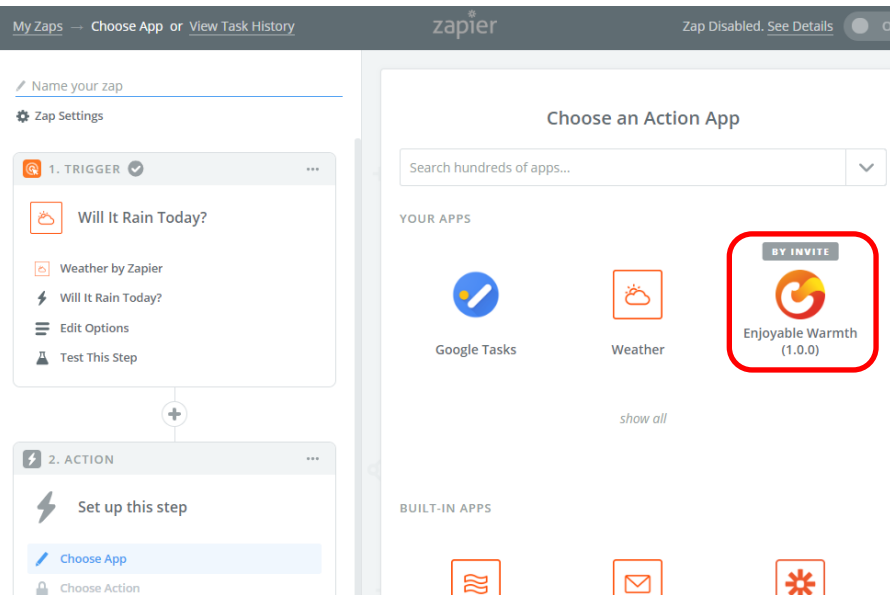 My Zaps → Choose App or View Task History
zapier
Zap Disabled. See Details
Name your zap
Zap Settings
1. TRIGGER
Will It Rain Today?
Weather by Zapier
Will It Rain Today?
Edit Options
Test This Step
2. ACTION
Set up this step
Choose App
Choose Action
Choose an Action App
Search hundreds of apps...
YOUR APPS
BY INVITE
Google Tasks
Weather
Enjoyable Warmth
(1.0.0)
show all
BUILT-IN APPS